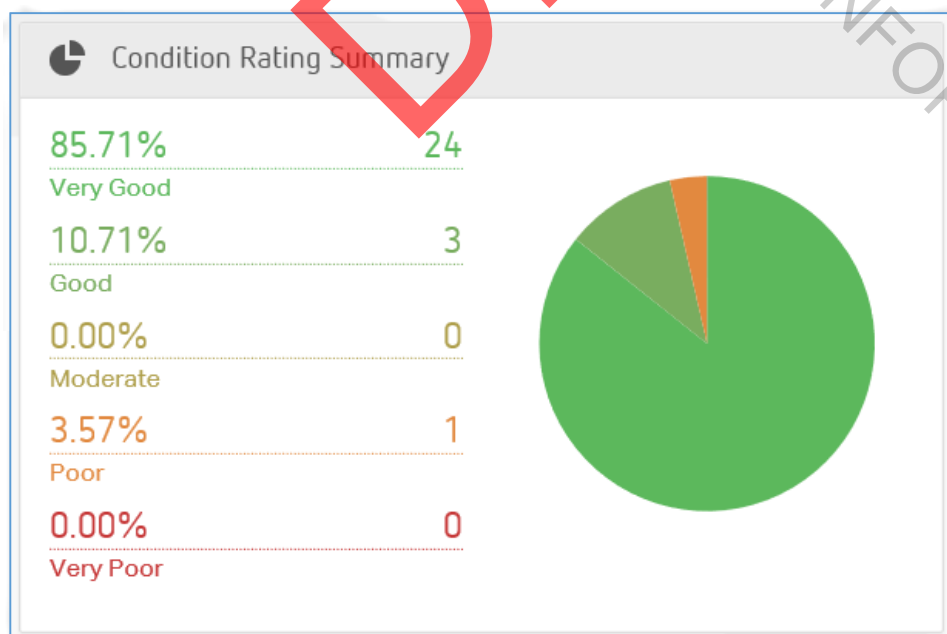 Condition Rating Summary
85.71% 24
Very Good
10.71% 3
Good
0.00% 0
Moderate
3.57% 1
Poor
0.00% 0
Very Poor